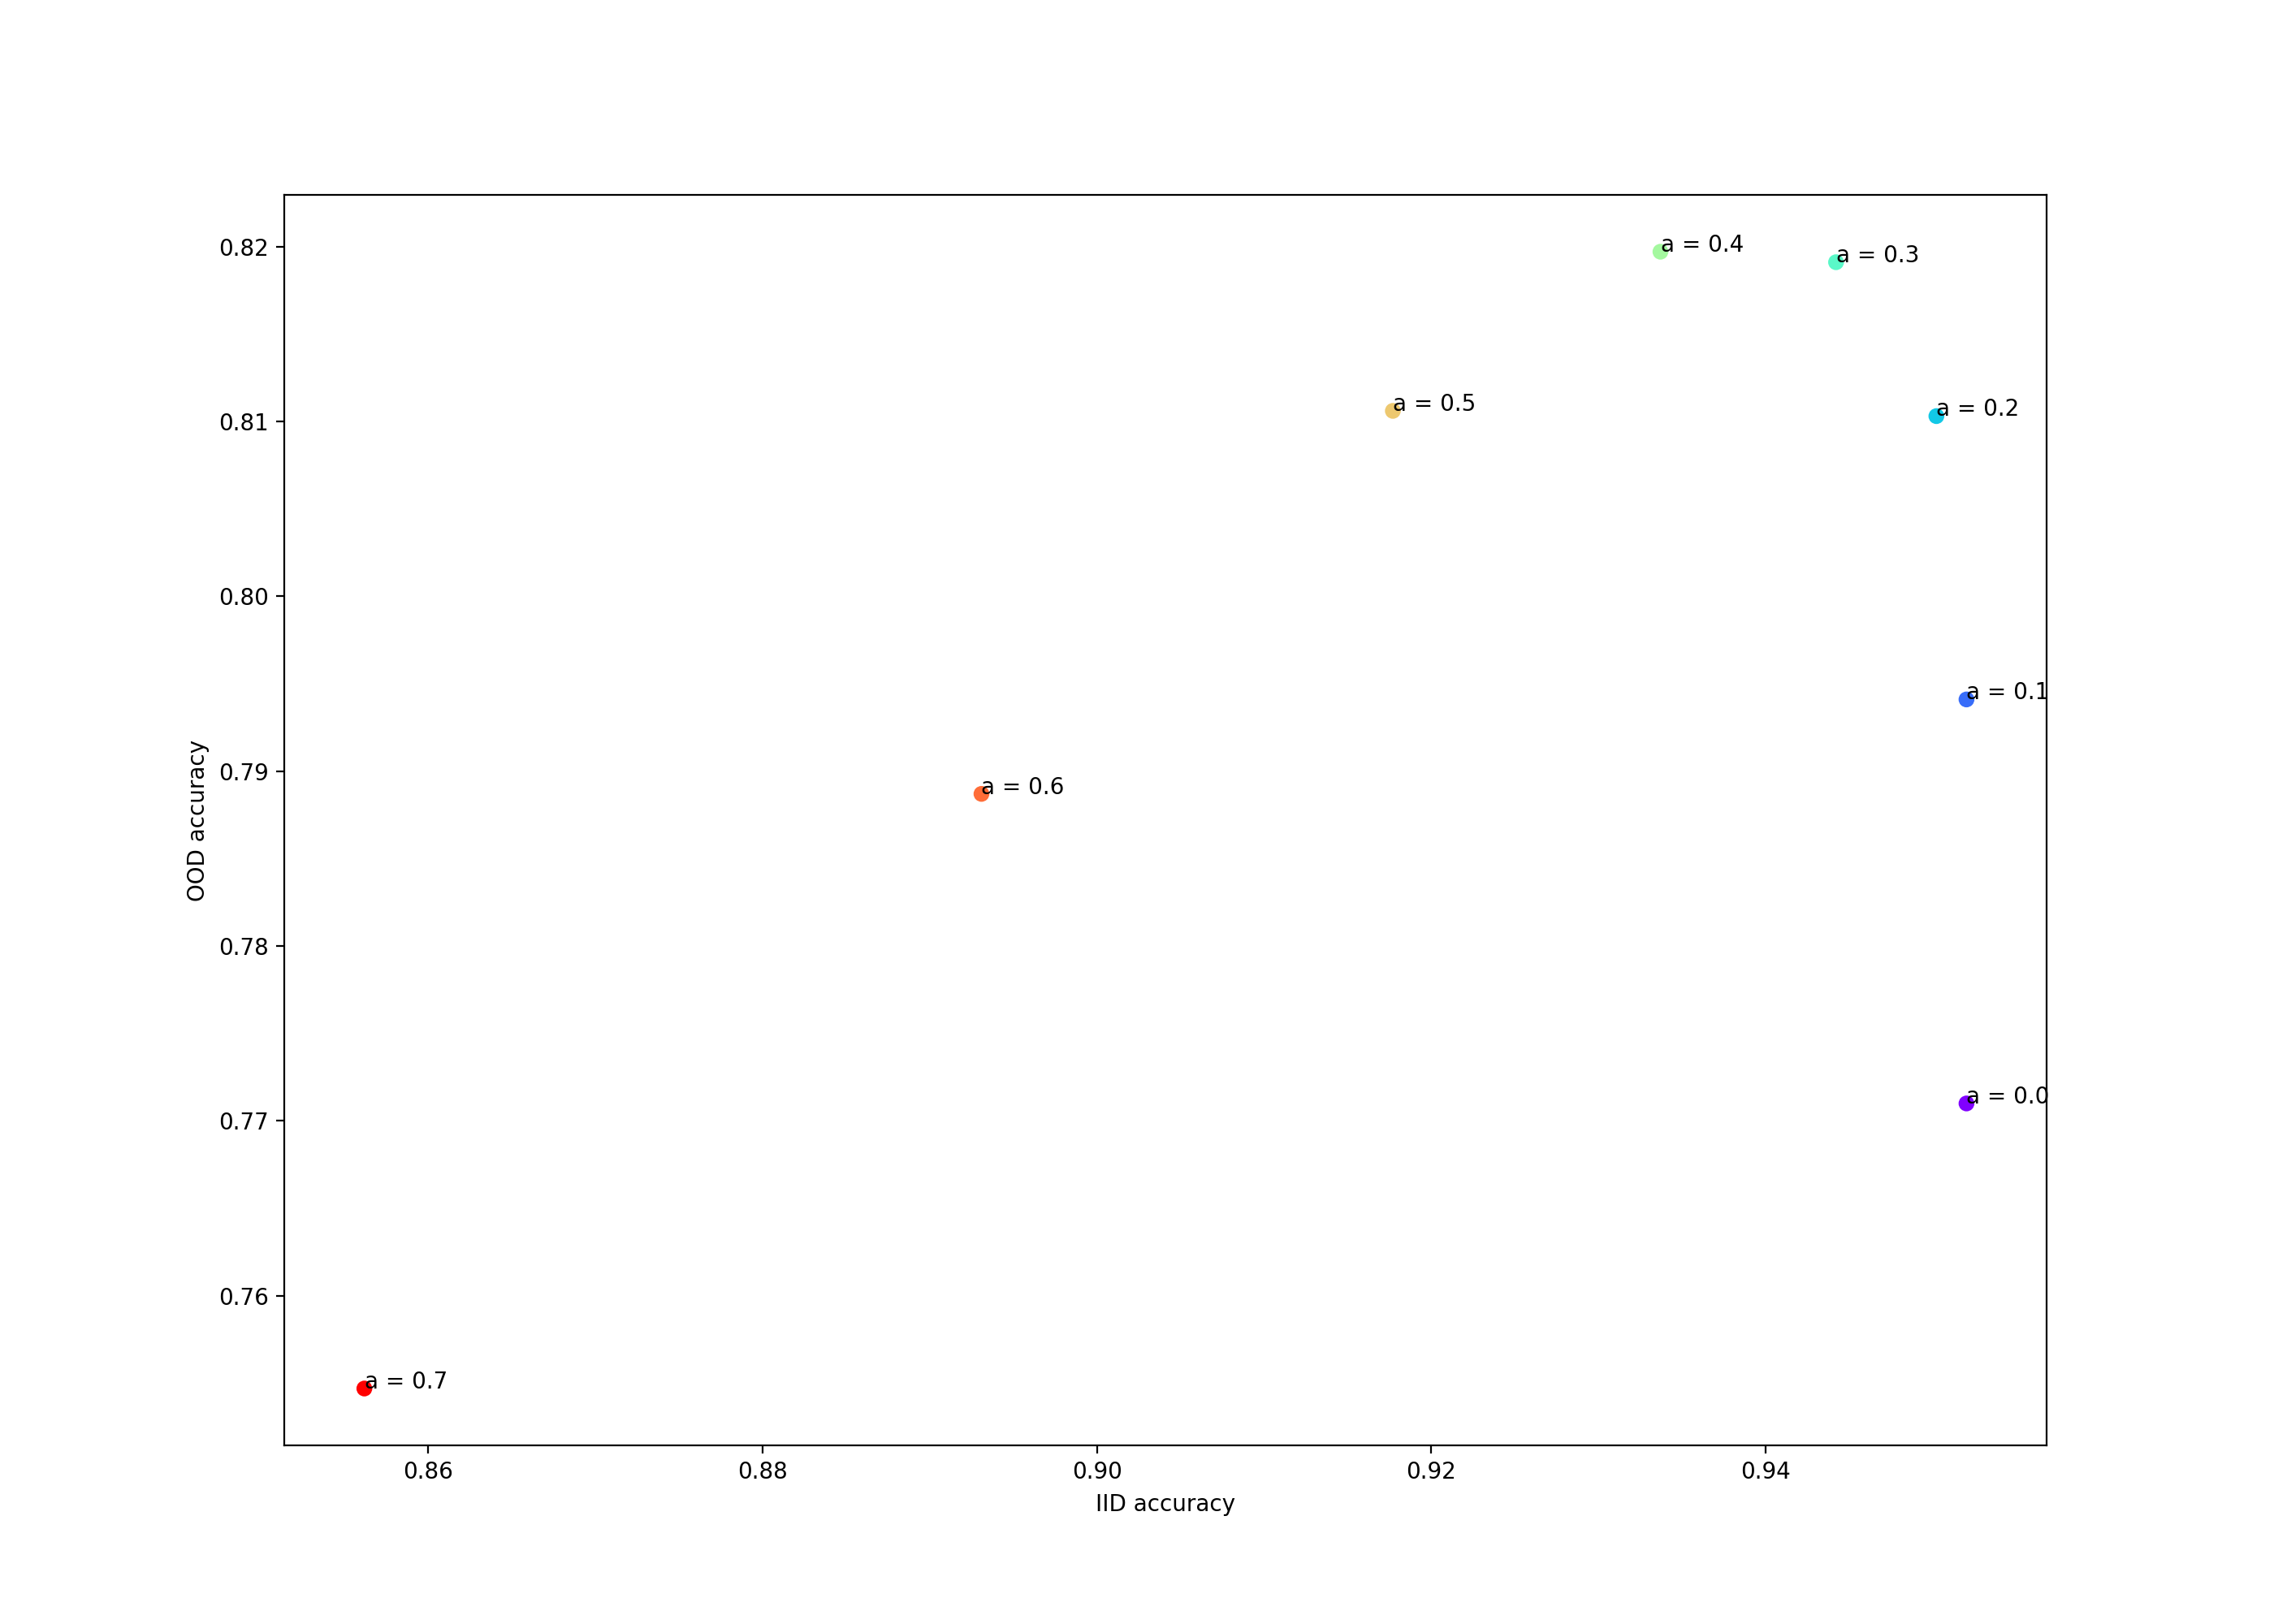 0.82
a = 0.4
a = 0.3
0.81
a = 0.5
a = 0.2
0.80
a = 0.1
0.79
a = 0.6
OOD accuracy
0.78
0.77
a = 0.0
0.76
a = 0.7
0.86 0.88 0.90 0.92 0.94
IID accuracy